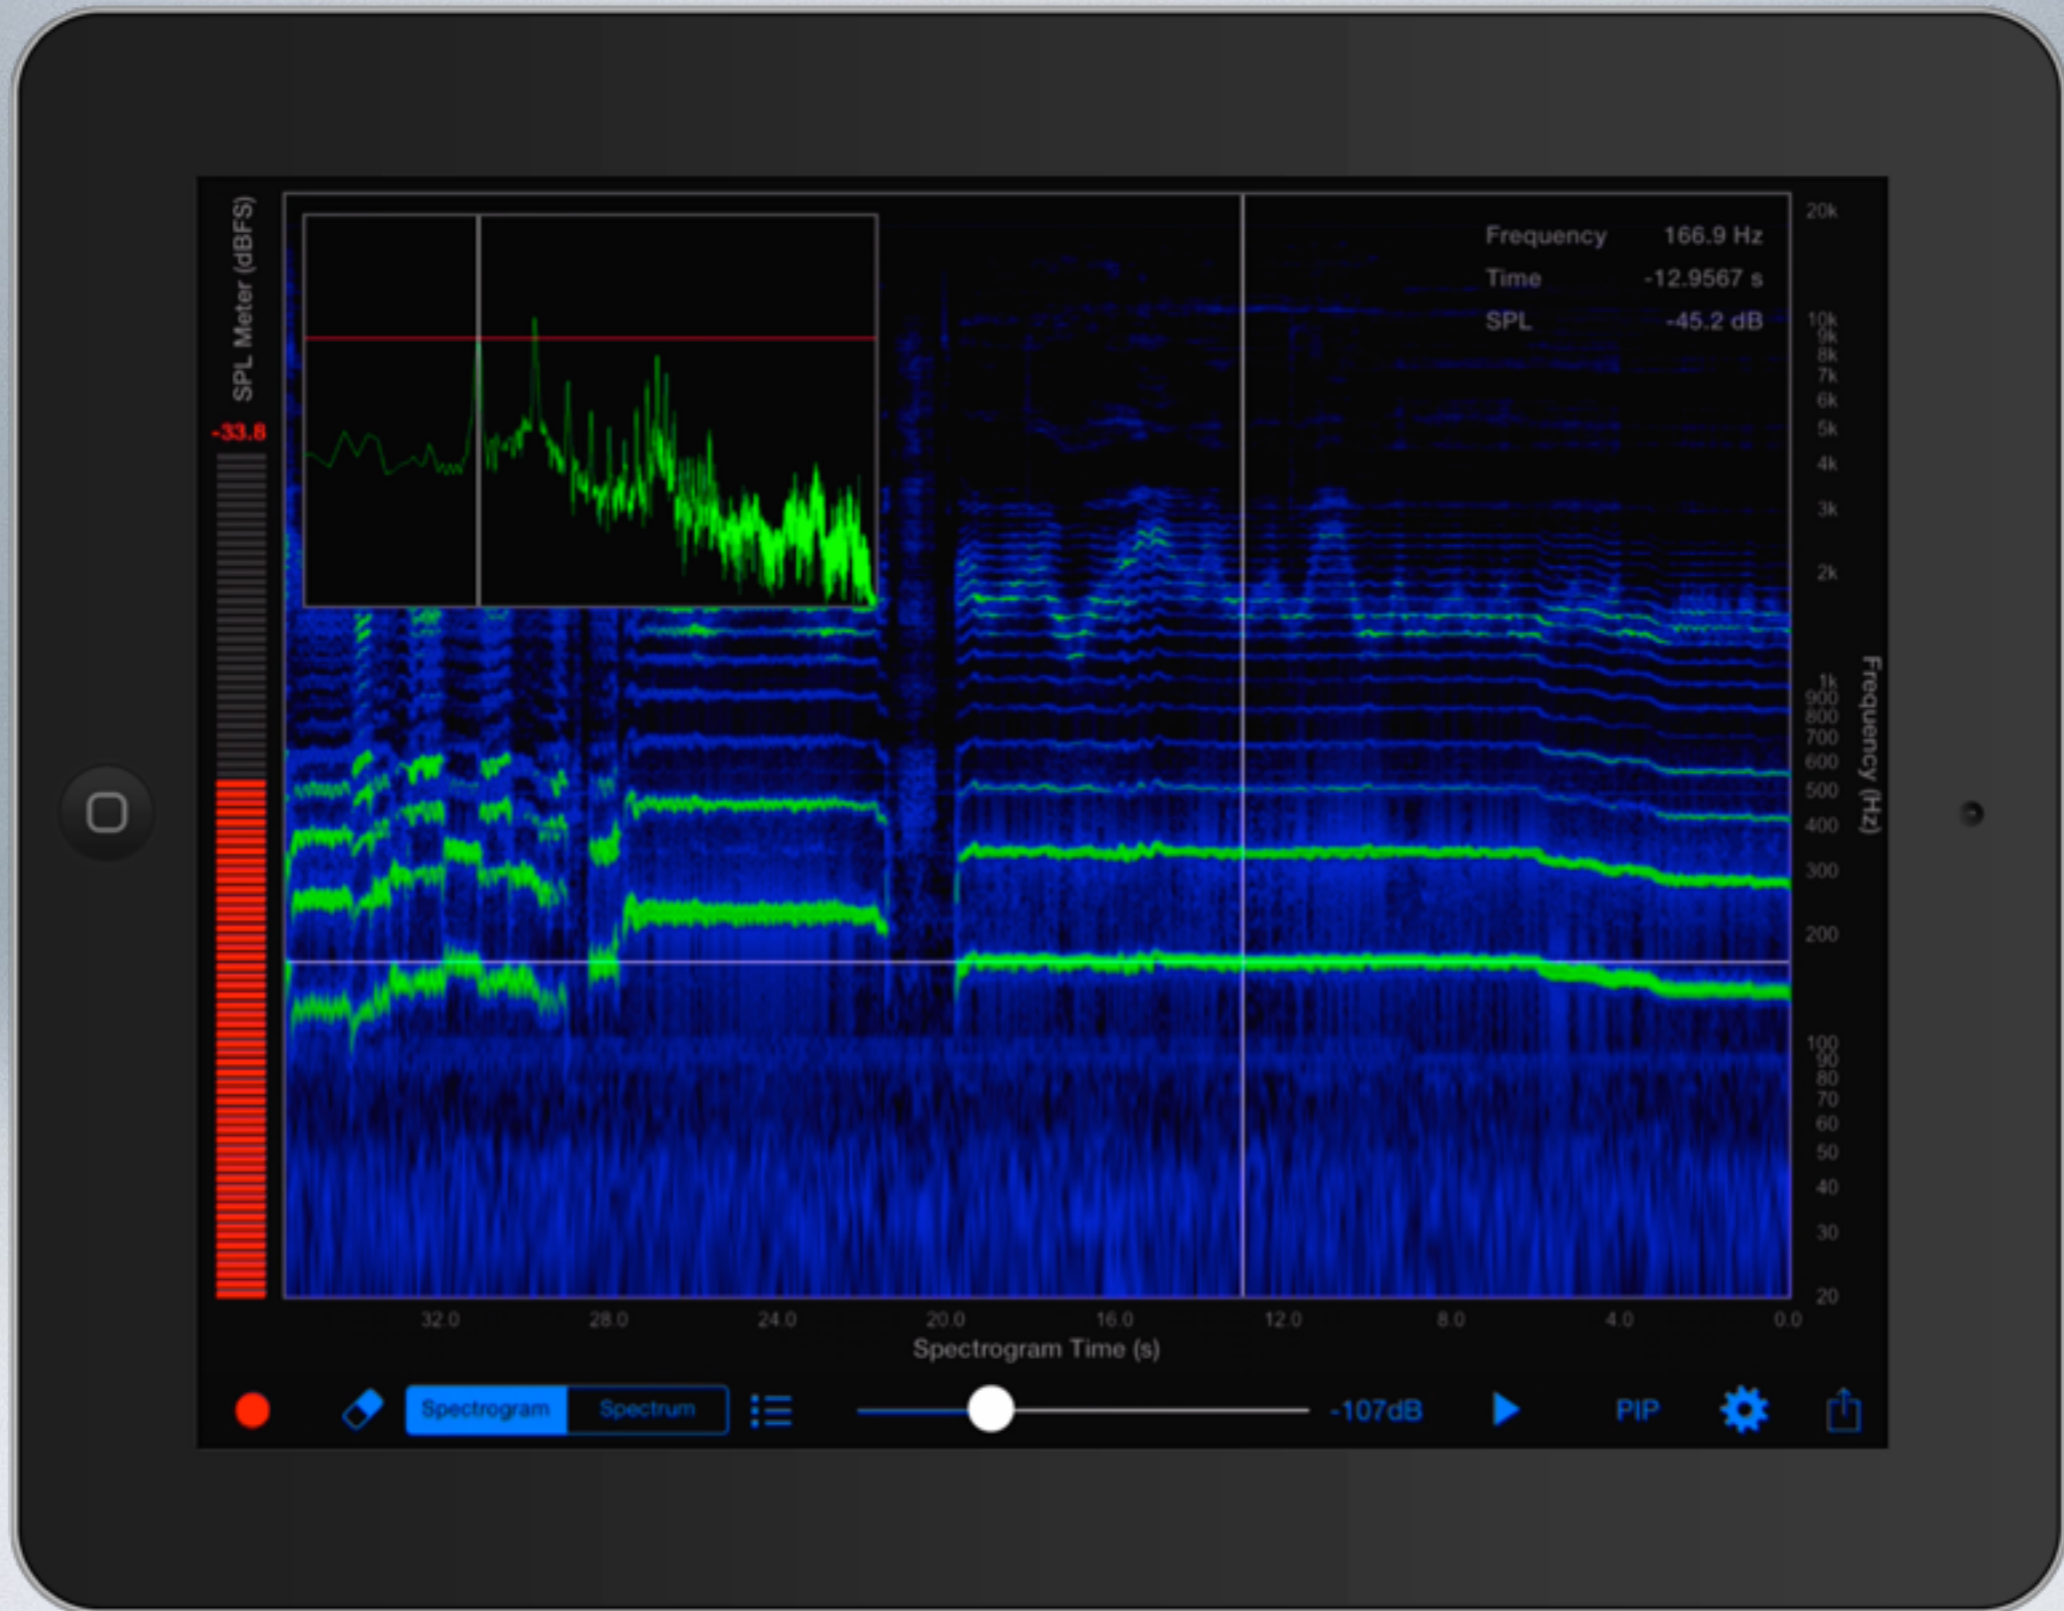 SPL Meter (dBFS)
-33.8
Frequency 166.9 Hz
Time -12.9567 s
SPL -45.2 dB
20k
10k
9k
8k
7k
6k
5k
4k
3k
2k
1k
900
800
700
600
500
400
300
200
100
90
80
70
60
50
40
30
20
Frequency (Hz)
32.0 28.0 24.0 20.0 16.0 12.0 8.0 4.0 0.0
Spectrogram Time (s)
Spectrogram Spectrum -107dB PIP